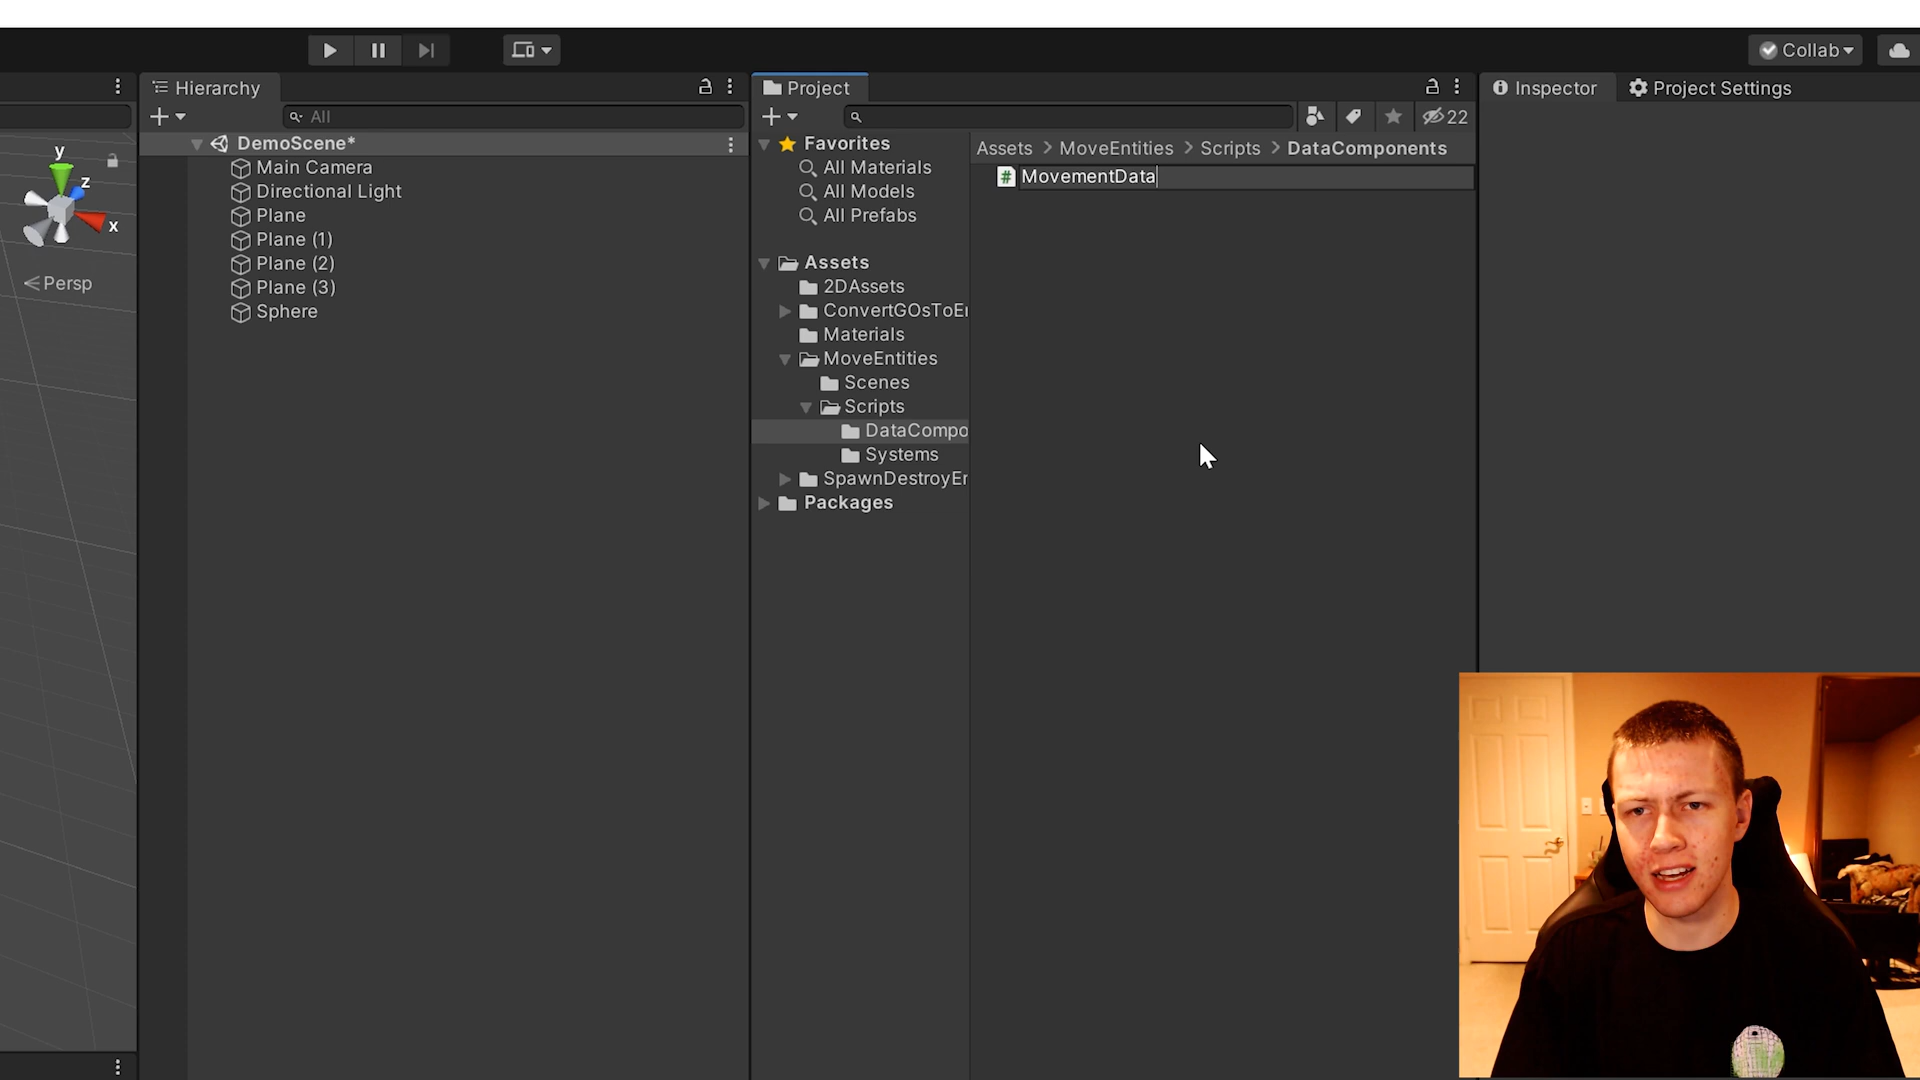 Collab
Hierarchy
All
DemoScene*
Main Camera
Directional Light
Plane
Plane (1)
Plane (2)
Plane (3)
Sphere
y
z
x
Persp
Project
22
Favorites
All Materials
All Models
All Prefabs
Assets
2DAssets
ConvertGOsToEn
Materials
MoveEntities
Scenes
Scripts
DataCompo
Systems
SpawnDestroyEn
Packages
Assets > MoveEntities > Scripts > DataComponents
# MovementData
Inspector
Project Settings